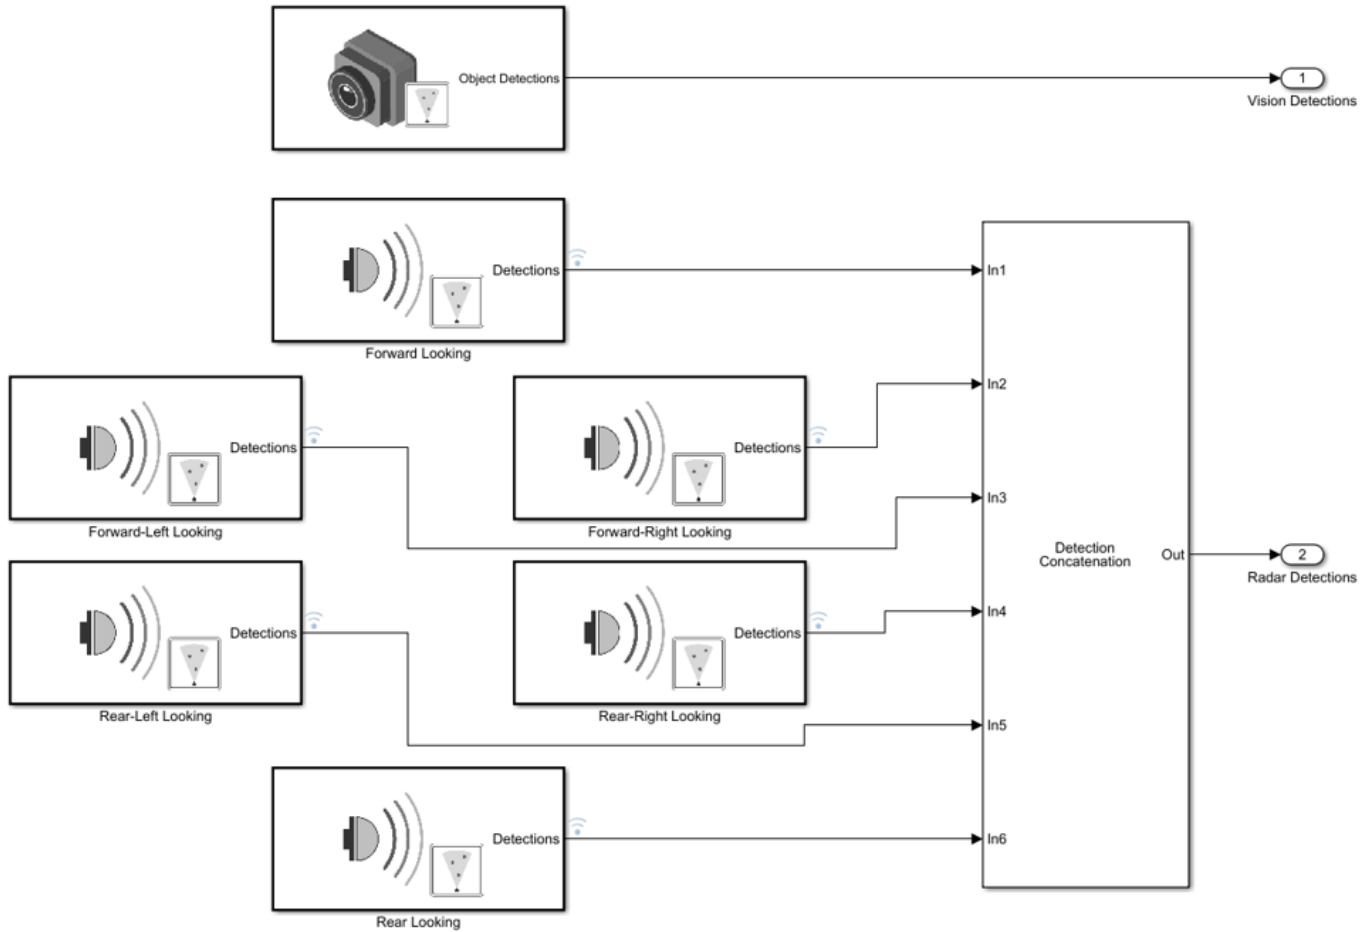 Object Detections
1
Vision Detections
Detections
In1
Forward Looking
In2
Detections
Detections
In3
Forward-Left Looking
Forward-Right Looking
Detection
Concatenation
Out
2
Radar Detections
In4
Detections
Detections
Rear-Left Looking
Rear-Right Looking
In5
Detections
In6
Rear Looking